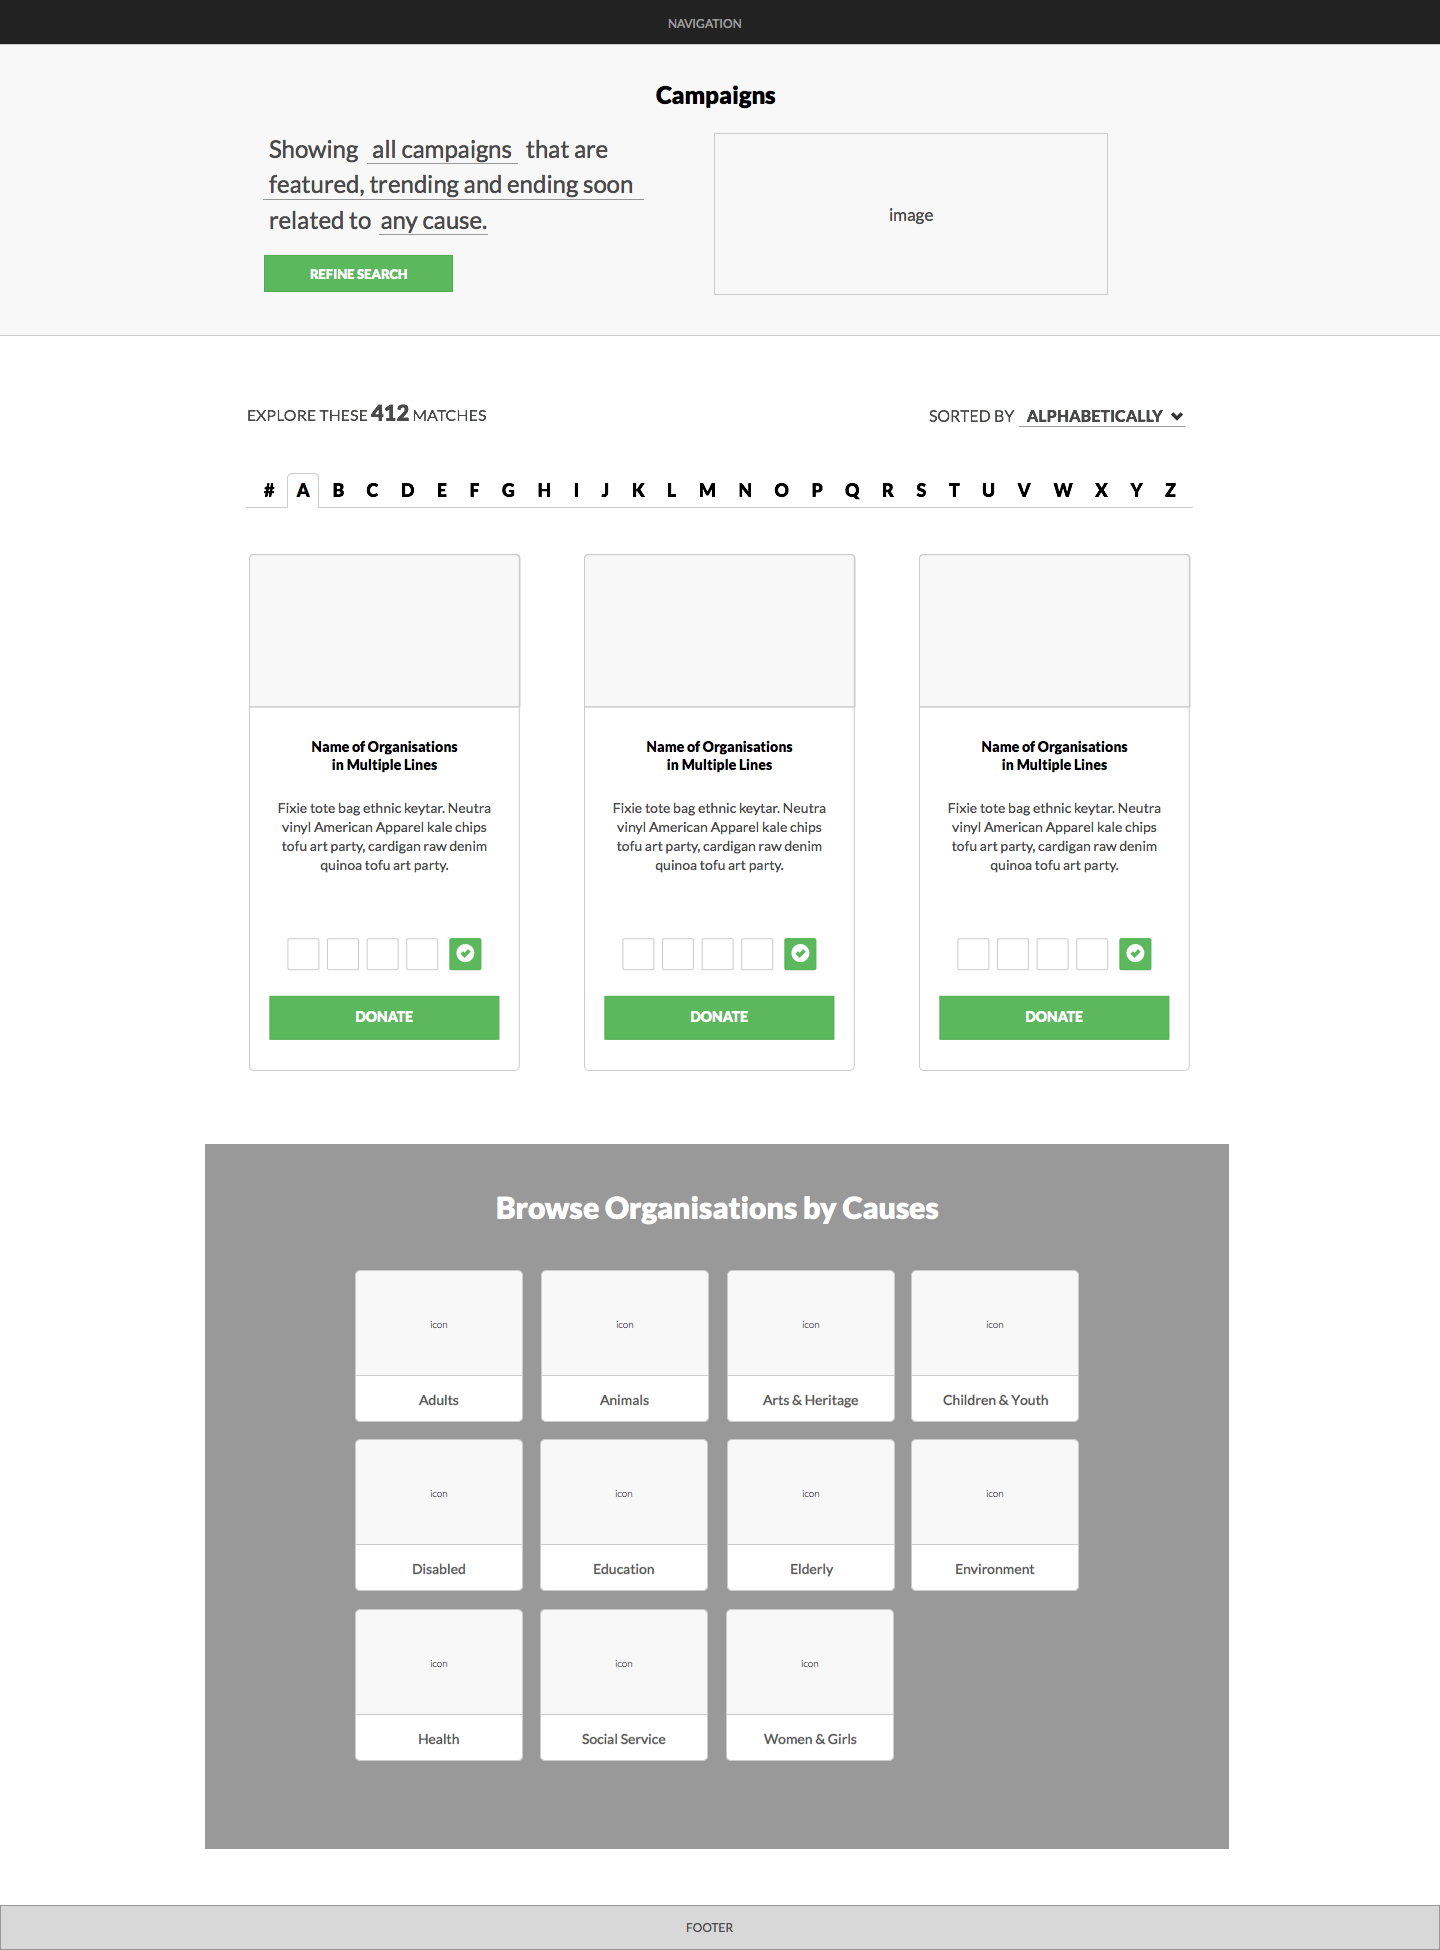 NAVIGATION
Campaigns
Showing all campaigns that are
featured, trending and ending soon
related to any cause.
REFINE SEARCH
image
EXPLORE THESE 412 MATCHES
SORTED BY ALPHABETICALLY
# A B C D E F G H I J K L M N O P Q R S T U V W X Y Z
Name of Organisations
in Multiple Lines
Fixie tote bag ethnic keytar. Neutra
vinyl American Apparel kale chips
tofu art party, cardigan raw denim
quinoa tofu art party.
DONATE
Name of Organisations
in Multiple Lines
Fixie tote bag ethnic keytar. Neutra
vinyl American Apparel kale chips
tofu art party, cardigan raw denim
quinoa tofu art party.
DONATE
Name of Organisations
in Multiple Lines
Fixie tote bag ethnic keytar. Neutra
vinyl American Apparel kale chips
tofu art party, cardigan raw denim
quinoa tofu art party.
DONATE
Browse Organisations by Causes
icon
Adults
icon
Animals
icon
Arts & Heritage
icon
Children & Youth
icon
Disabled
icon
Education
icon
Elderly
icon
Environment
icon
Health
icon
Social Service
icon
Women & Girls
FOOTER